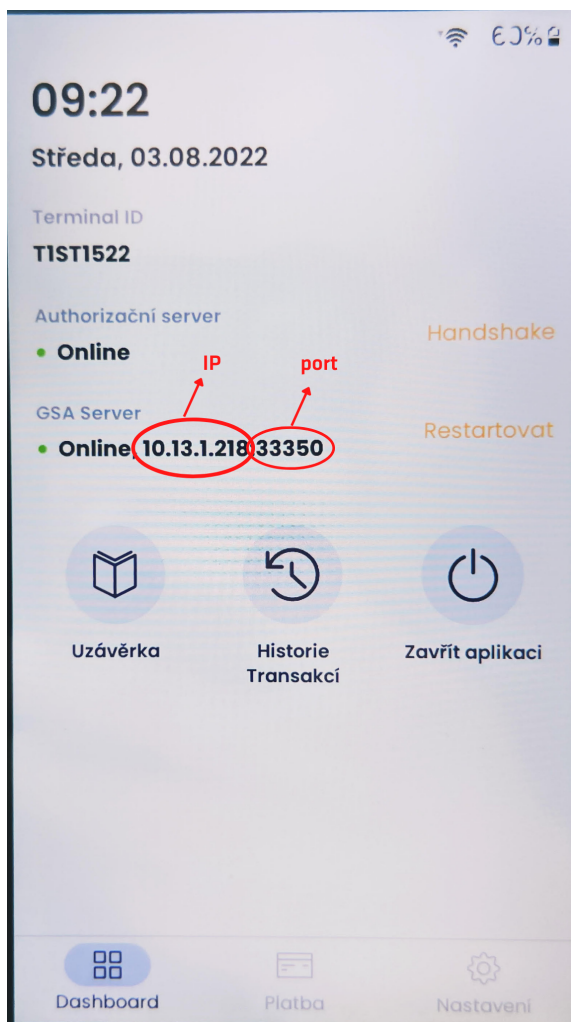 09:22
Středa, 03.08.2022
Terminal ID
T1ST1522
Authorizační server
Handshake
• Online
IP
port
GSA Server
Restartovat
• Online, 10.13.1.218:33350
Uzávěrka
Historie
Transakcí
Zavřít aplikaci
Dashboard
Platba
Nastavení